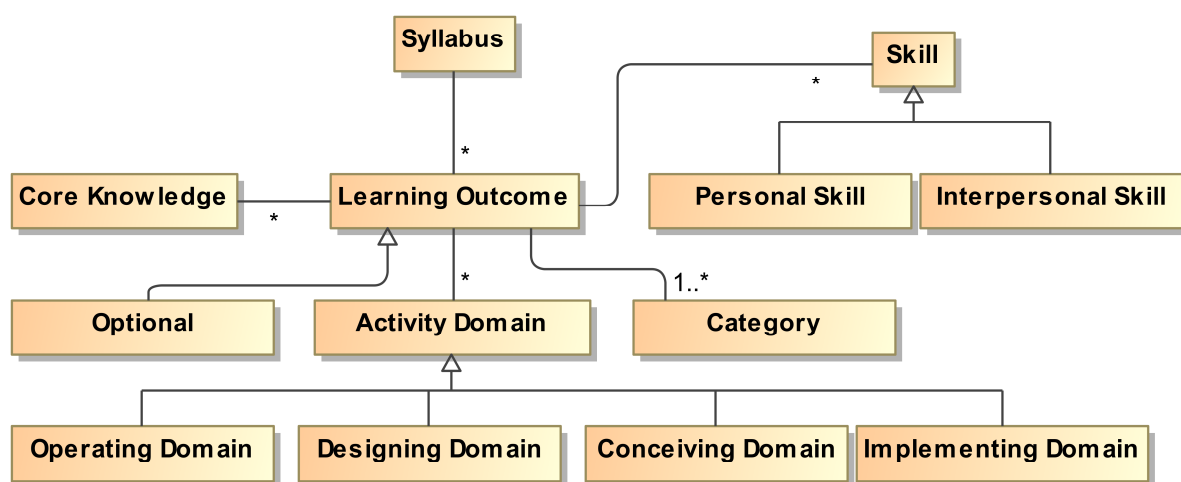 Syllabus
Skill
*
*
Core Knowledge
Learning Outcome
Personal Skill
Interpersonal Skill
*
*
1..*
Optional
Activity Domain
Category
Operating Domain
Designing Domain
Conceiving Domain
Implementing Domain